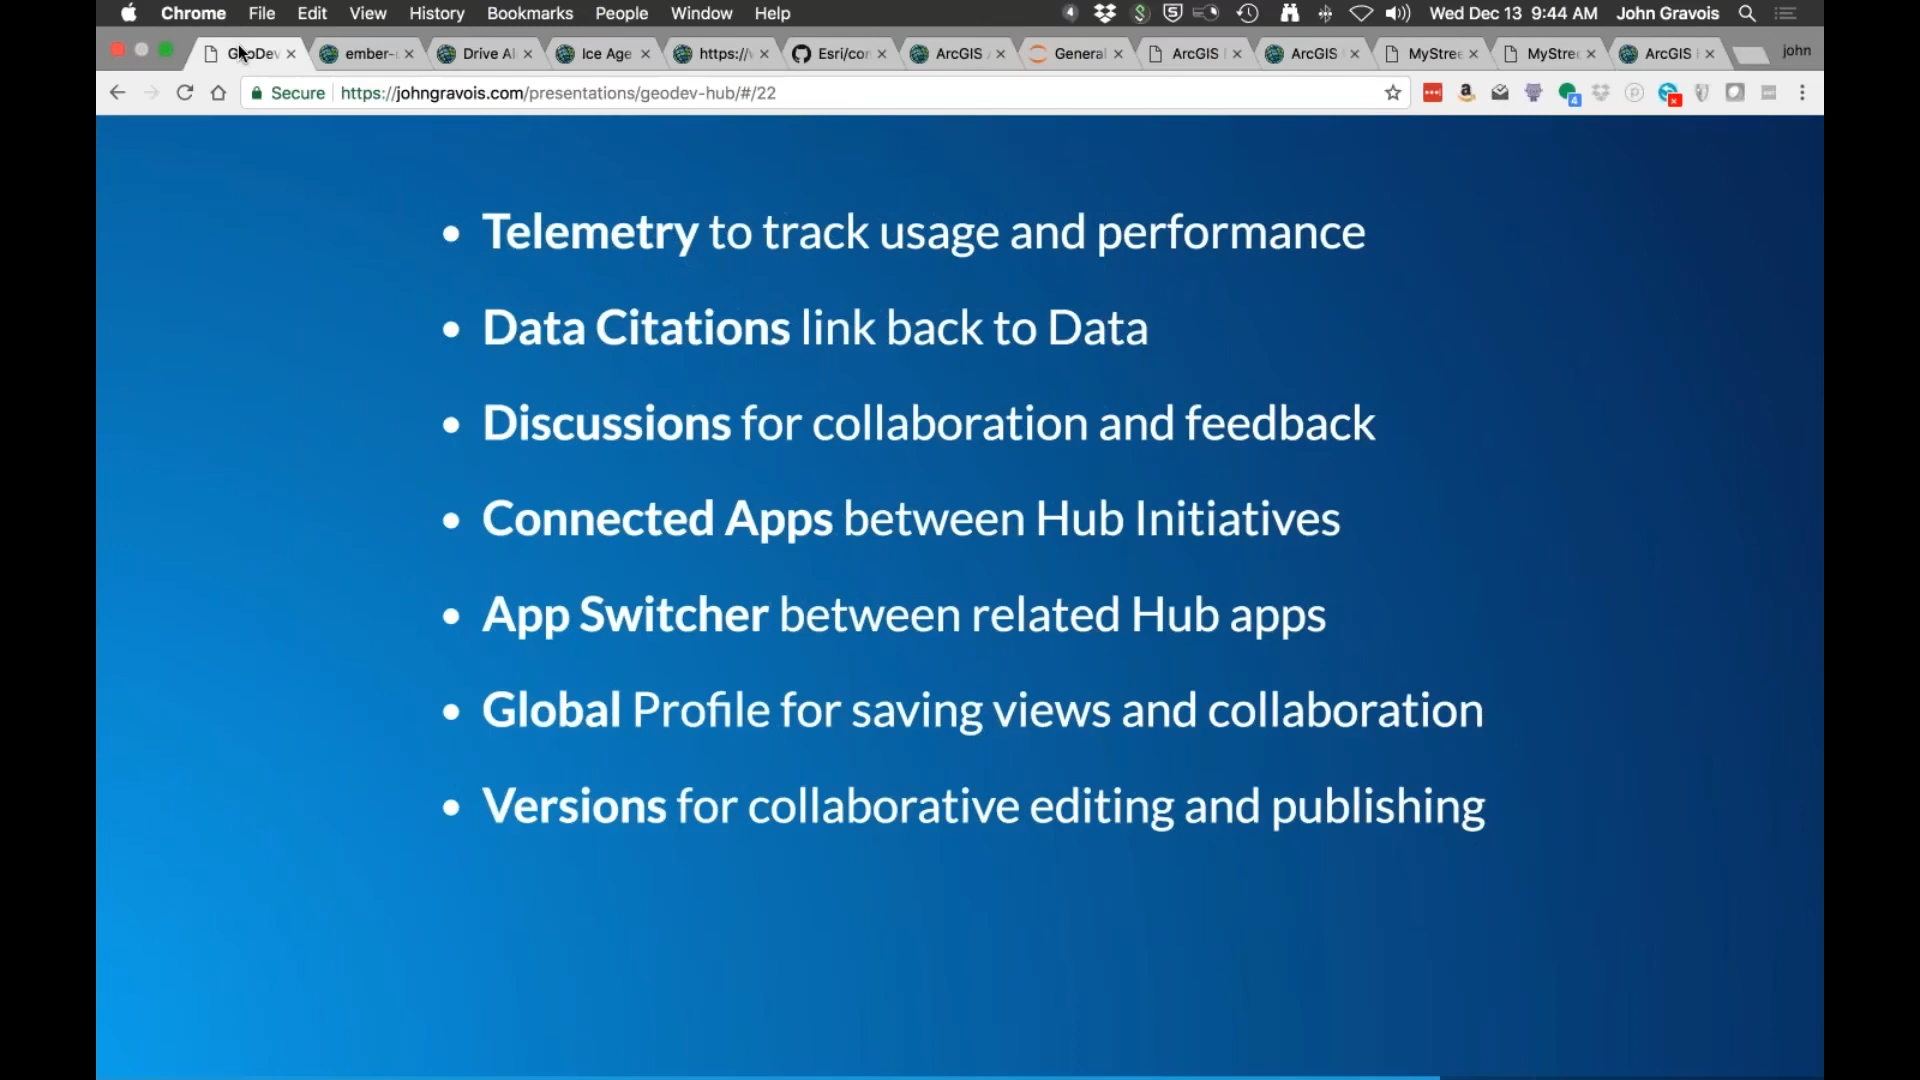 Chrome File Edit View History Bookmarks People Window Help Wed Dec 13 9:44 AM John Gravois
GeoDev ember- Drive Ice Age https:// Esri/cor ArcGIS General ArcGIS ArcGIS MyStree MyStree ArcGIS john
Secure https://johngravois.com/presentations/geodev-hub/#/22
• Telemetry to track usage and performance
• Data Citations link back to Data
• Discussions for collaboration and feedback
• Connected Apps between Hub Initiatives
• App Switcher between related Hub apps
• Global Profile for saving views and collaboration
• Versions for collaborative editing and publishing